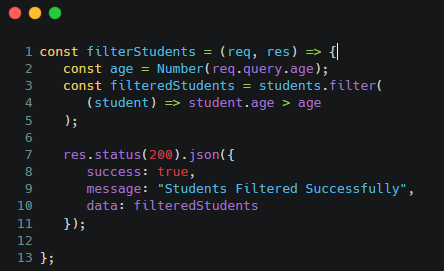 1 const filterStudents = (req, res) => {
2    const age = Number(req.query.age);
3    const filteredStudents = students.filter(
4       (student) => student.age > age
5    );
6
7    res.status(200).json({
8       success: true,
9       message: "Students Filtered Successfully",
10       data: filteredStudents
11    });
12
13 };